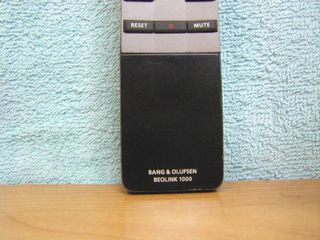 RESET MUTE
BANG & OLUFSEN
BEOLINK 1000